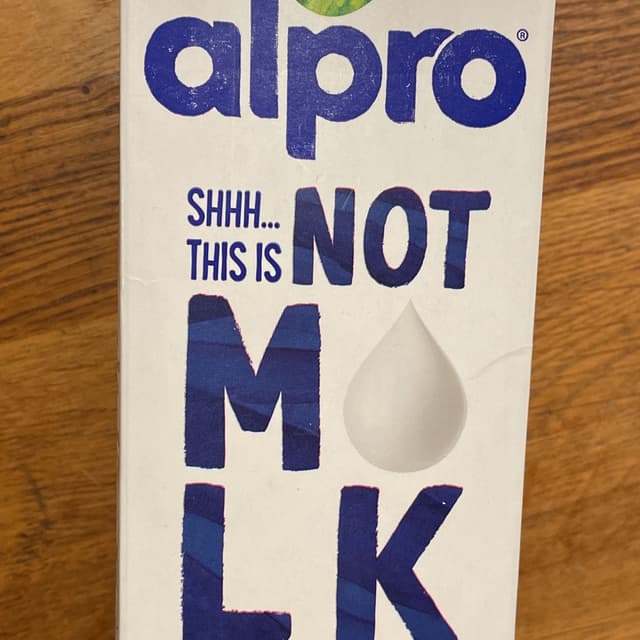 alpro®
SHHH... NOT
THIS IS
M
LK